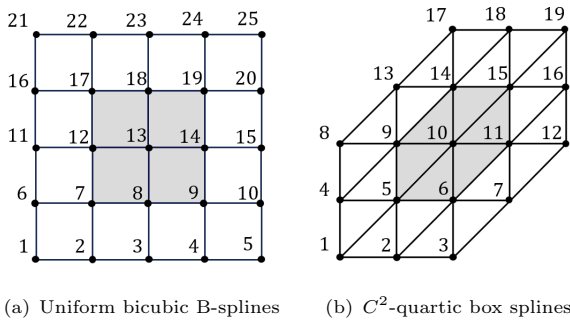 21 22 23 24 25
16 17 18 19 20
11 12 13 14 15
6 7 8 9 10
1 2 3 4 5
(a) Uniform bicubic B-splines
17 18 19
13 14 15 16
8 9 10 11 12
4 5 6 7
1 2 3
(b) C²-quartic box splines